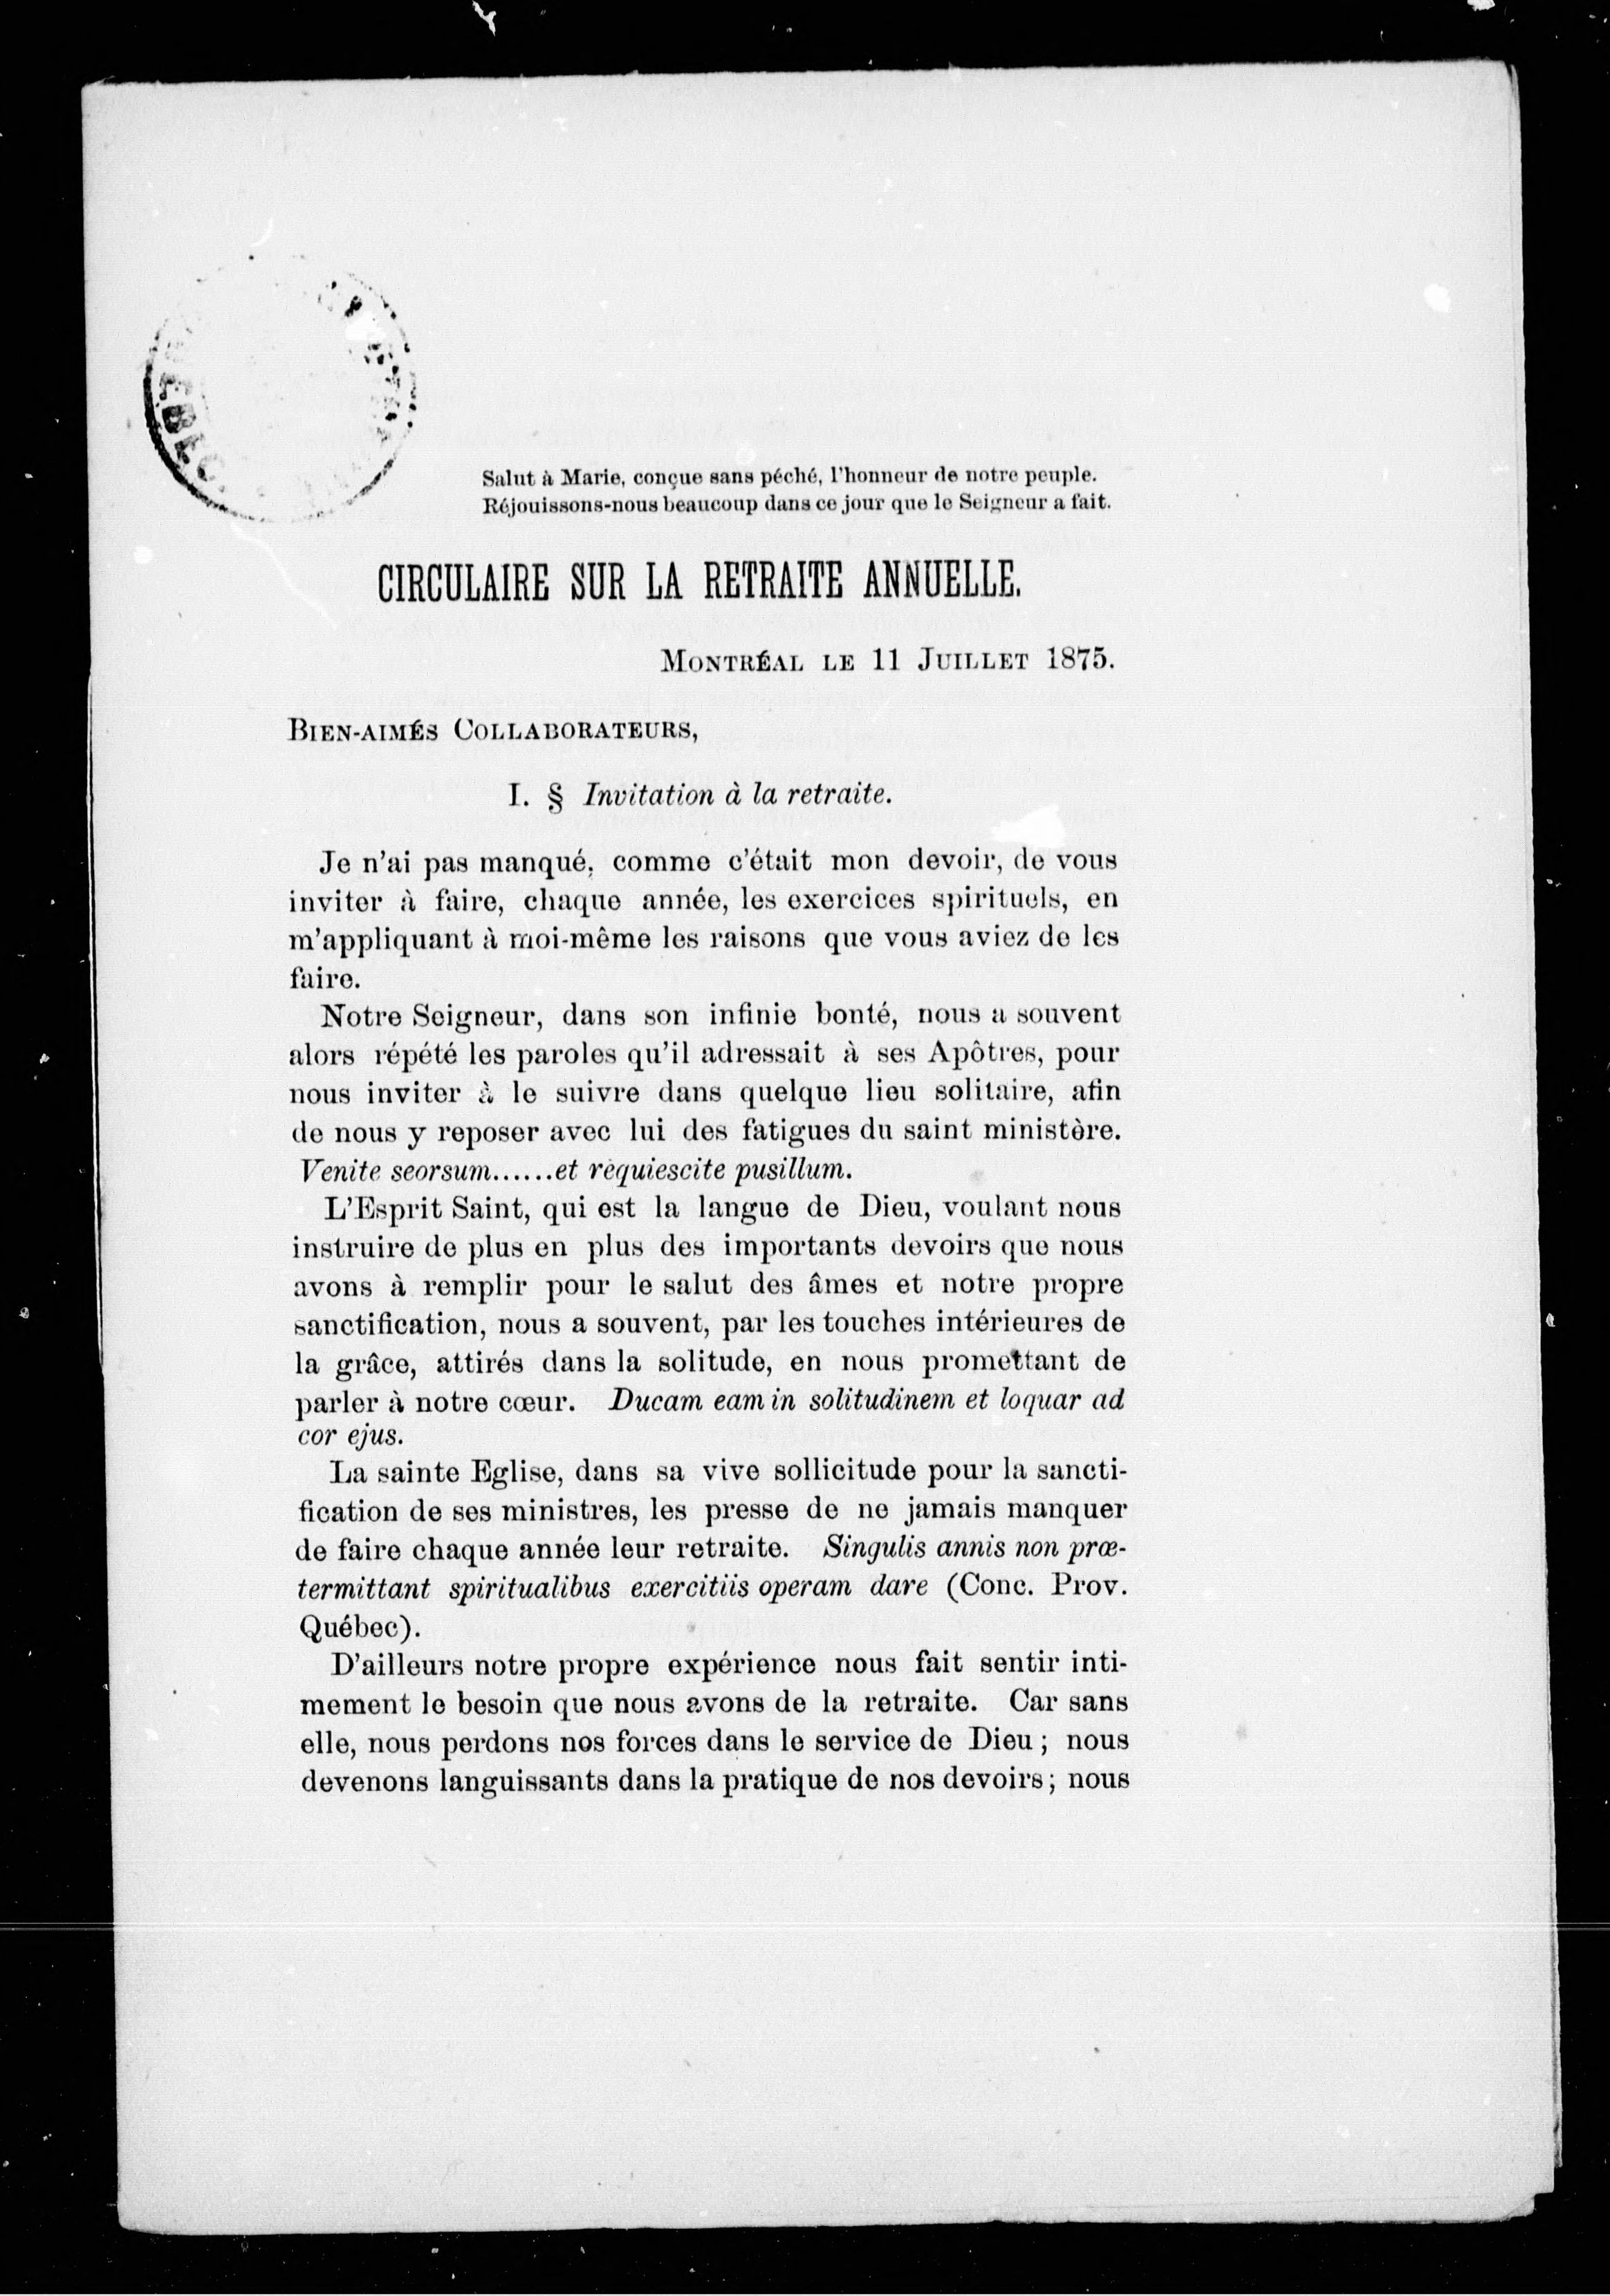 Salut à Marie, conçue sans péché, l'honneur de notre peuple.
Réjouissons-nous beaucoup dans ce jour que le Seigneur a fait.
CIRCULAIRE SUR LA RETRAITE ANNUELLE.
MONTRÉAL LE 11 JUILLET 1875.
BIEN-AIMÉS COLLABORATEURS,
I. § Invitation à la retraite.
Je n'ai pas manqué, comme c'était mon devoir, de vous
inviter à faire, chaque année, les exercices spirituels, en
m'appliquant à moi-même les raisons que vous aviez de les
faire.
Notre Seigneur, dans son infinie bonté, nous a souvent
alors répété les paroles qu'il adressait à ses Apôtres, pour
nous inviter à le suivre dans quelque lieu solitaire, afin
de nous y reposer avec lui des fatigues du saint ministère.
Venite seorsum......et requiescite pusillum.
L'Esprit Saint, qui est la langue de Dieu, voulant nous
instruire de plus en plus des importants devoirs que nous
avons à remplir pour le salut des âmes et notre propre
sanctification, nous a souvent, par les touches intérieures de
la grâce, attirés dans la solitude, en nous promettant de
parler à notre cœur. Ducam eam in solitudinem et loquar ad
cor ejus.
La sainte Eglise, dans sa vive sollicitude pour la sancti-
fication de ses ministres, les presse de ne jamais manquer
de faire chaque année leur retraite. Singulis annis non præ-
termittant spiritualibus exercitiis operam dare (Conc. Prov.
Québec).
D'ailleurs notre propre expérience nous fait sentir inti-
mement le besoin que nous avons de la retraite. Car sans
elle, nous perdons nos forces dans le service de Dieu ; nous
devenons languissants dans la pratique de nos devoirs ; nous